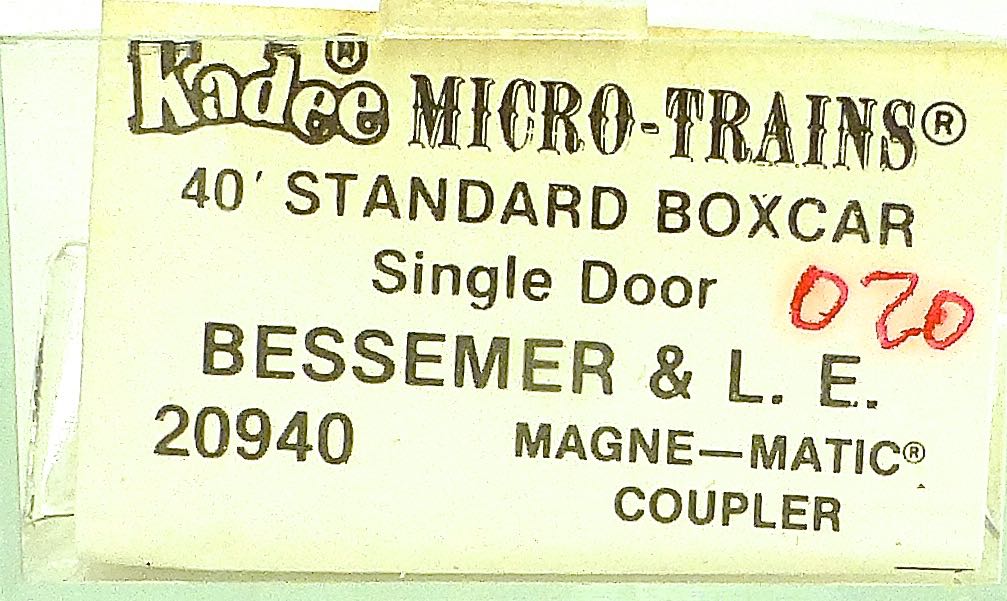 Kadee® MICRO-TRAINS®
40' STANDARD BOXCAR
Single Door
020
BESSEMER & L. E.
20940
MAGNE—MATIC®
COUPLER